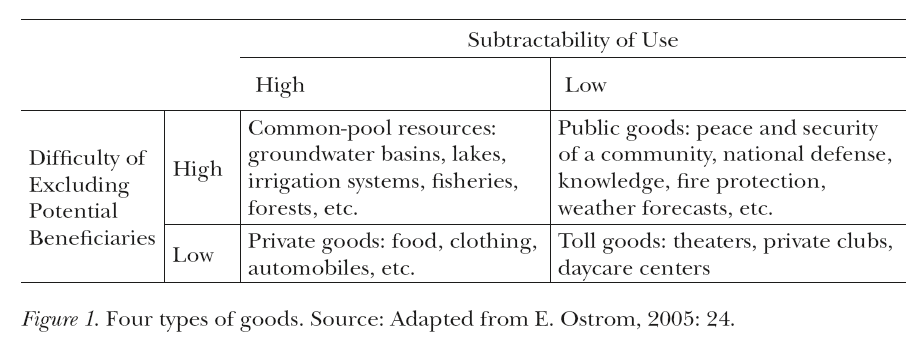 Subtractability of Use
High
Low
Difficulty of
Excluding
Potential
Beneficiaries
High
Common-pool resources:
groundwater basins, lakes,
irrigation systems, fisheries,
forests, etc.
Public goods: peace and security
of a community, national defense,
knowledge, fire protection,
weather forecasts, etc.
Low
Private goods: food, clothing,
automobiles, etc.
Toll goods: theaters, private clubs,
daycare centers
Figure 1. Four types of goods. Source: Adapted from E. Ostrom, 2005: 24.